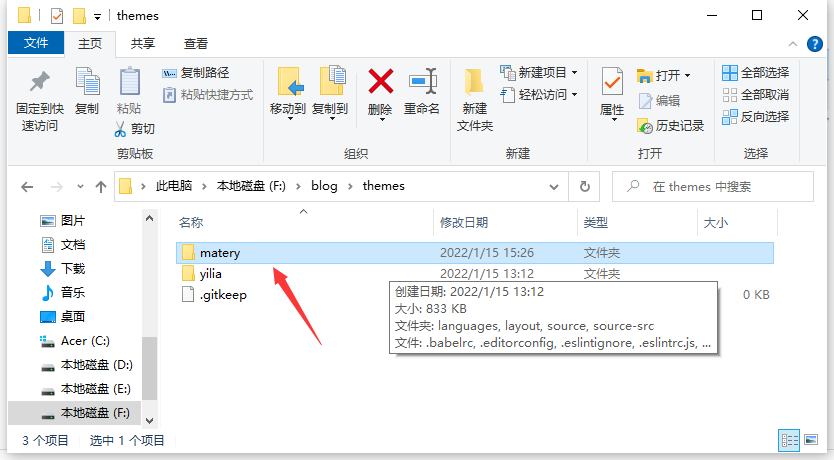 themes
文件 主页 共享 查看
固定到快速访问
复制
粘贴
复制路径
粘贴快捷方式
剪切
剪贴板
移动到
复制到
删除
重命名
组织
新建文件夹
新建项目
轻松访问
新建
属性
打开
编辑
历史记录
打开
全部选择
全部取消
反向选择
选择
此电脑 本地磁盘 (F:) blog themes
在 themes 中搜索
图片
文档
下载
音乐
桌面
Acer (C:)
本地磁盘 (D:)
本地磁盘 (E:)
本地磁盘 (F:)
名称 修改日期 类型 大小
matery 2022/1/15 15:26 文件夹
yilia 2022/1/15 13:12 文件夹
.gitkeep 0 KB
创建日期: 2022/1/15 13:12
大小: 833 KB
文件夹: languages, layout, source, source-src
文件: .babelrc, .editorconfig, .eslintignore, .eslintrc.js, ...
3 个项目 选中 1 个项目